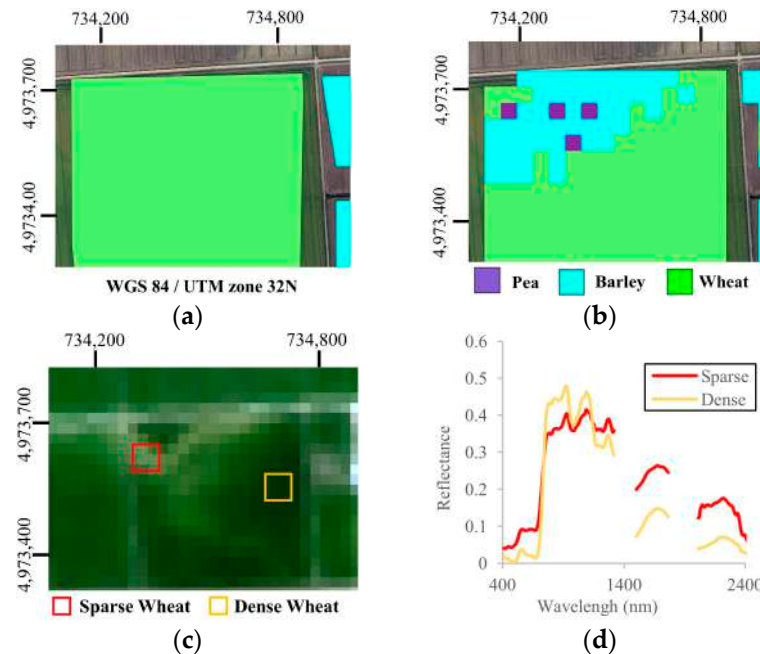 734,200 734,800
4,973,700
4,9734,00
WGS 84 / UTM zone 32N
(a)
734,200 734,800
4,973,700
4,973,400
Pea Barley Wheat
(b)
734,200 734,800
4,973,700
4,973,400
Sparse Wheat Dense Wheat
(c)
0.6
0.5
0.4
0.3
0.2
0.1
0
Reflectance
Sparse
Dense
400 1400 2400
Wavelengh (nm)
(d)